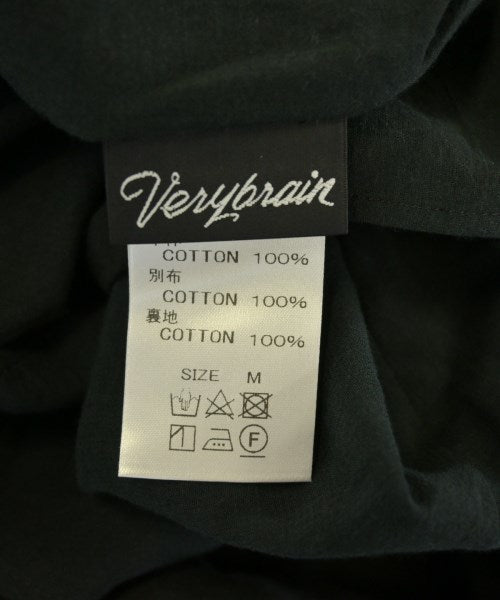 Verybrain
COTTON 100%
別布
COTTON 100%
裏地
COTTON 100%
SIZE M
F